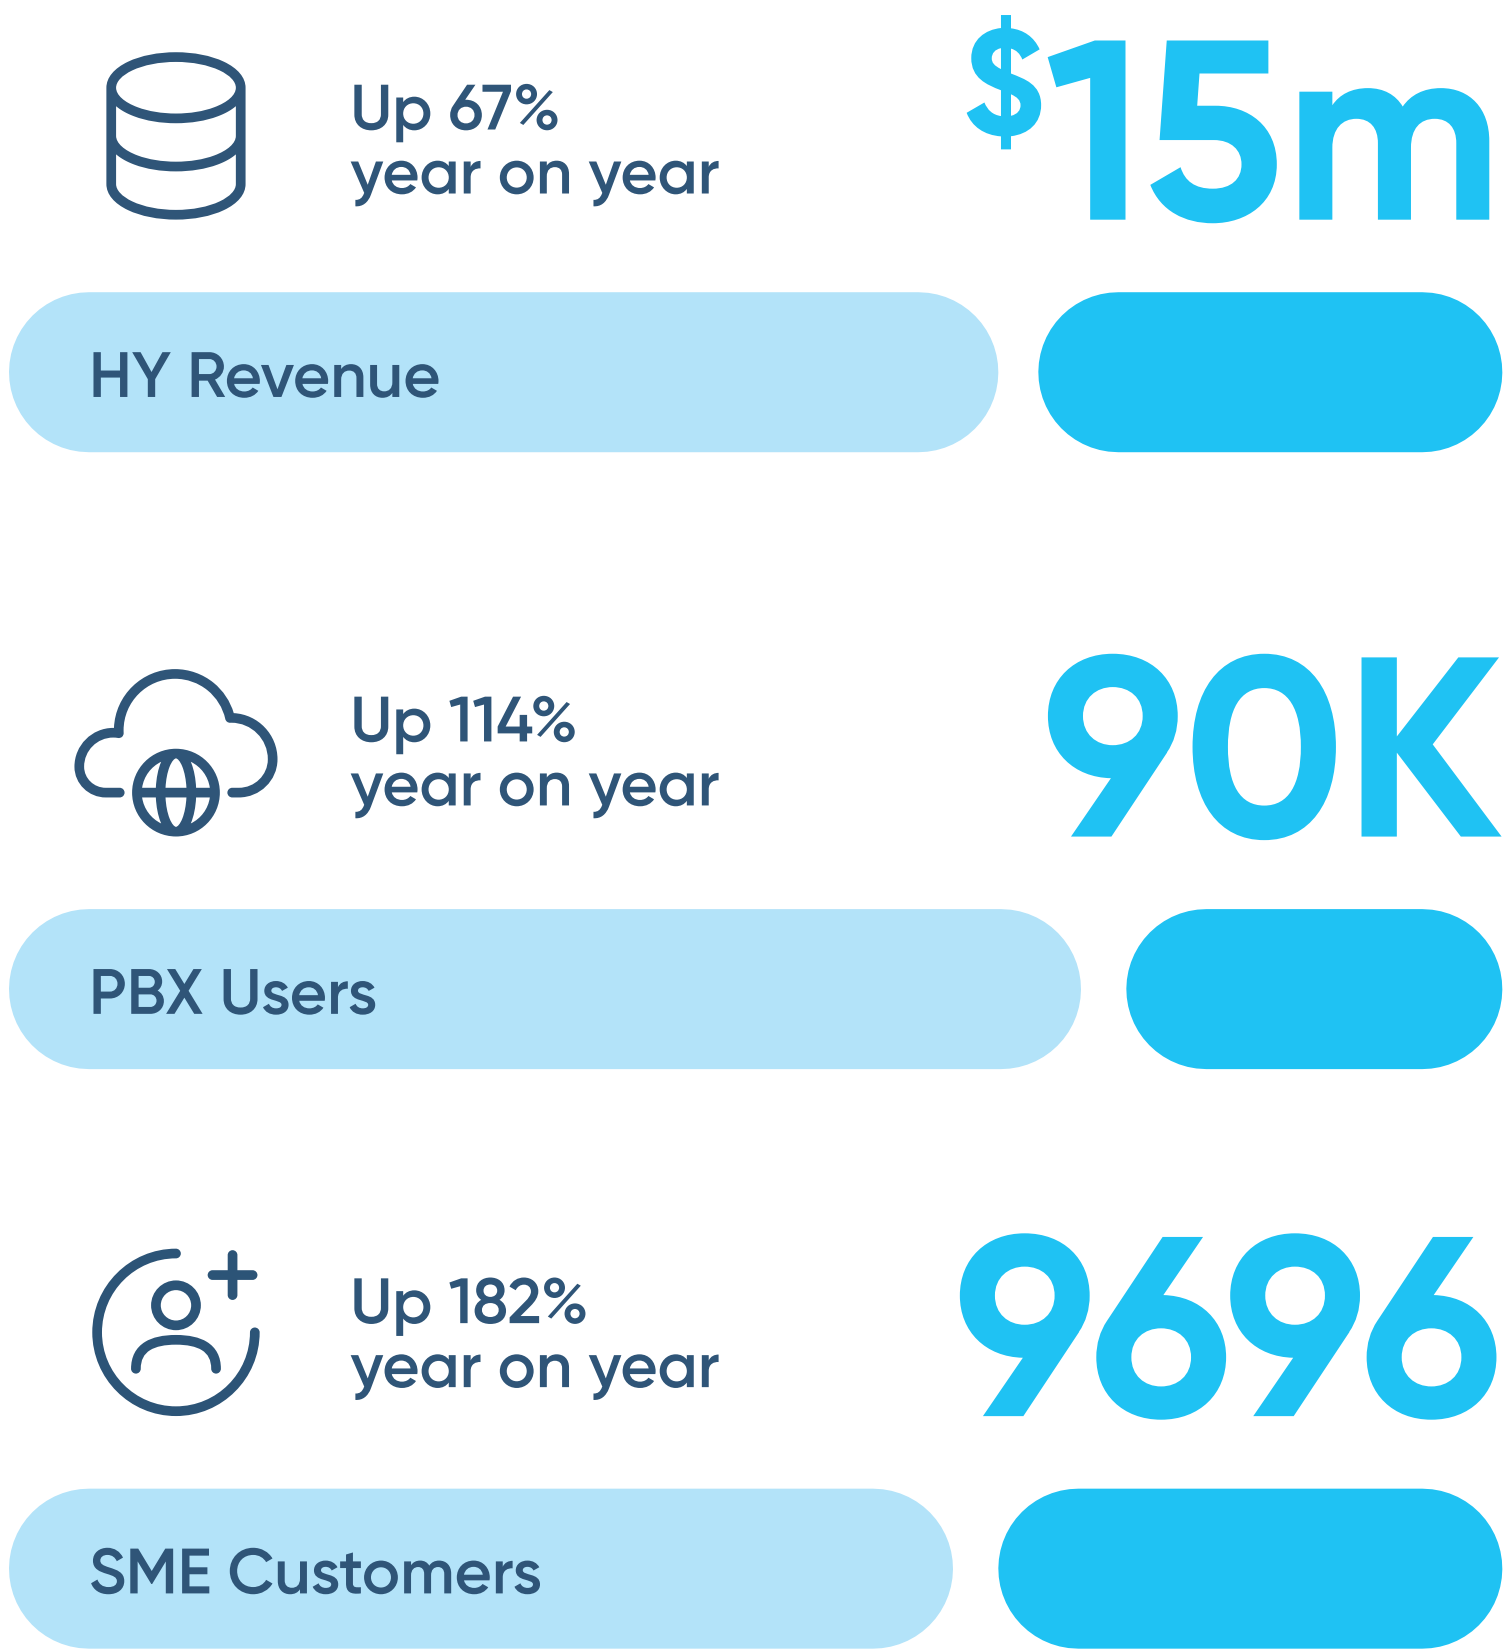 Up 67%
year on year
$15m
HY Revenue
Up 114%
year on year
90K
PBX Users
Up 182%
year on year
9696
SME Customers